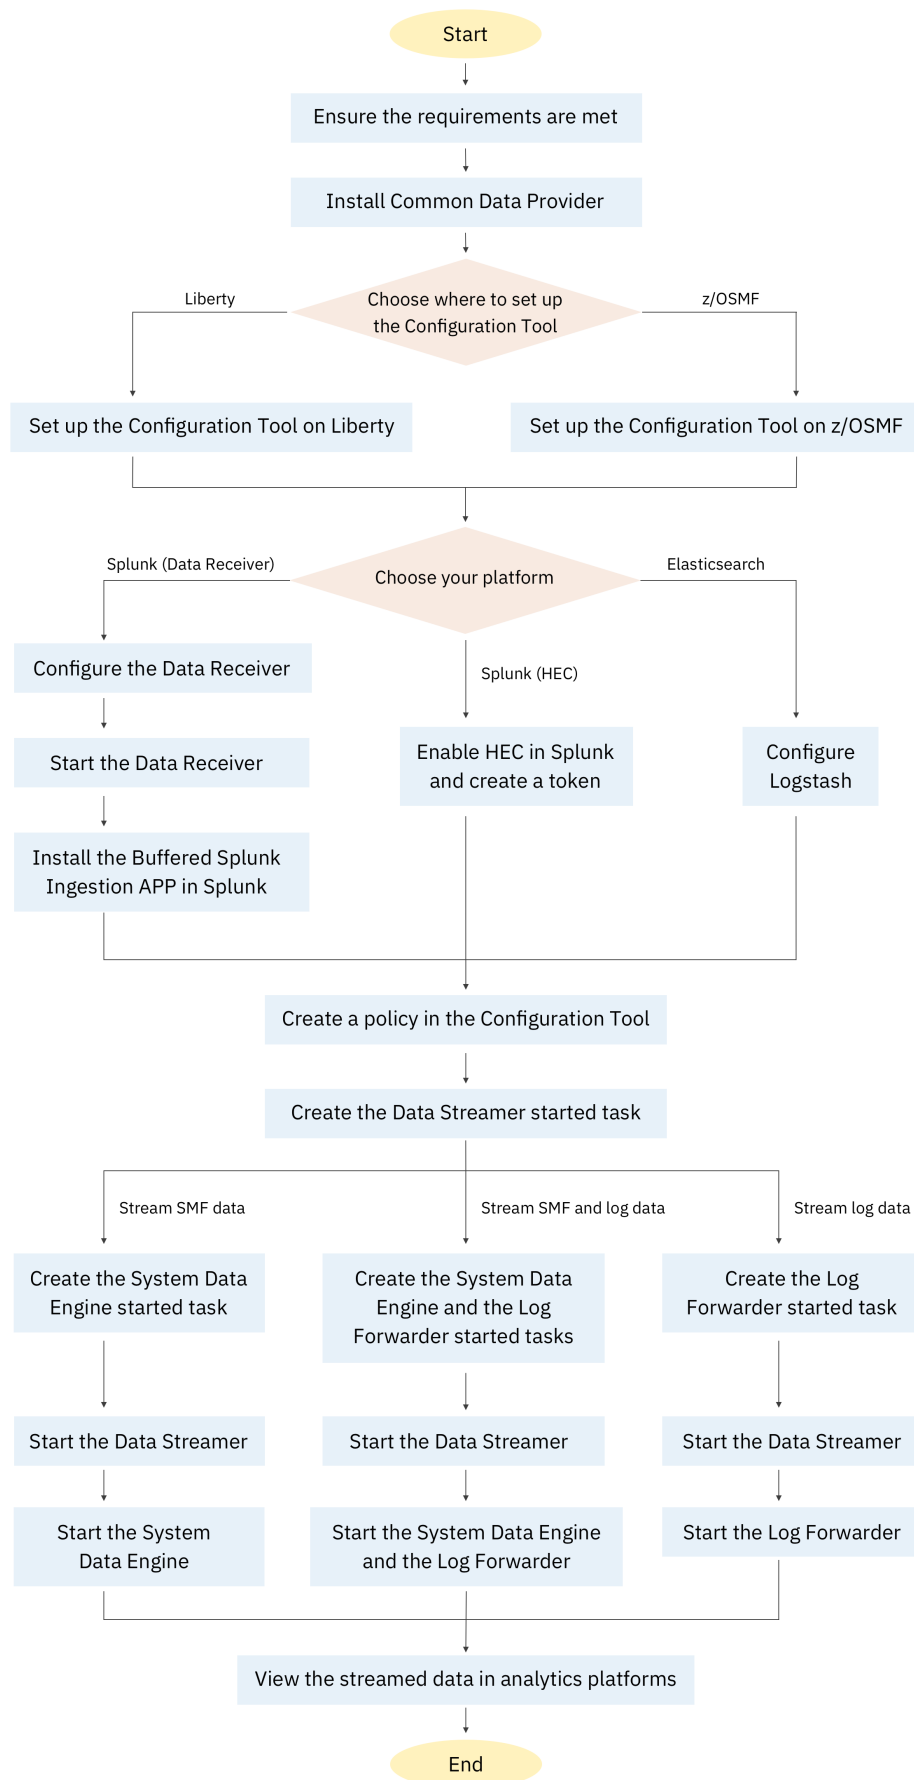 Start
Ensure the requirements are met
Install Common Data Provider
Liberty
Choose where to set up
the Configuration Tool
z/OSMF
Set up the Configuration Tool on Liberty
Set up the Configuration Tool on z/OSMF
Splunk (Data Receiver)
Choose your platform
Elasticsearch
Configure the Data Receiver
Start the Data Receiver
Install the Buffered Splunk
Ingestion APP in Splunk
Splunk (HEC)
Enable HEC in Splunk
and create a token
Configure
Logstash
Create a policy in the Configuration Tool
Create the Data Streamer started task
Stream SMF data
Stream SMF and log data
Stream log data
Create the System Data
Engine started task
Create the System Data
Engine and the Log
Forwarder started tasks
Create the Log
Forwarder started task
Start the Data Streamer
Start the Data Streamer
Start the Data Streamer
Start the System
Data Engine
Start the System Data Engine
and the Log Forwarder
Start the Log Forwarder
View the streamed data in analytics platforms
End